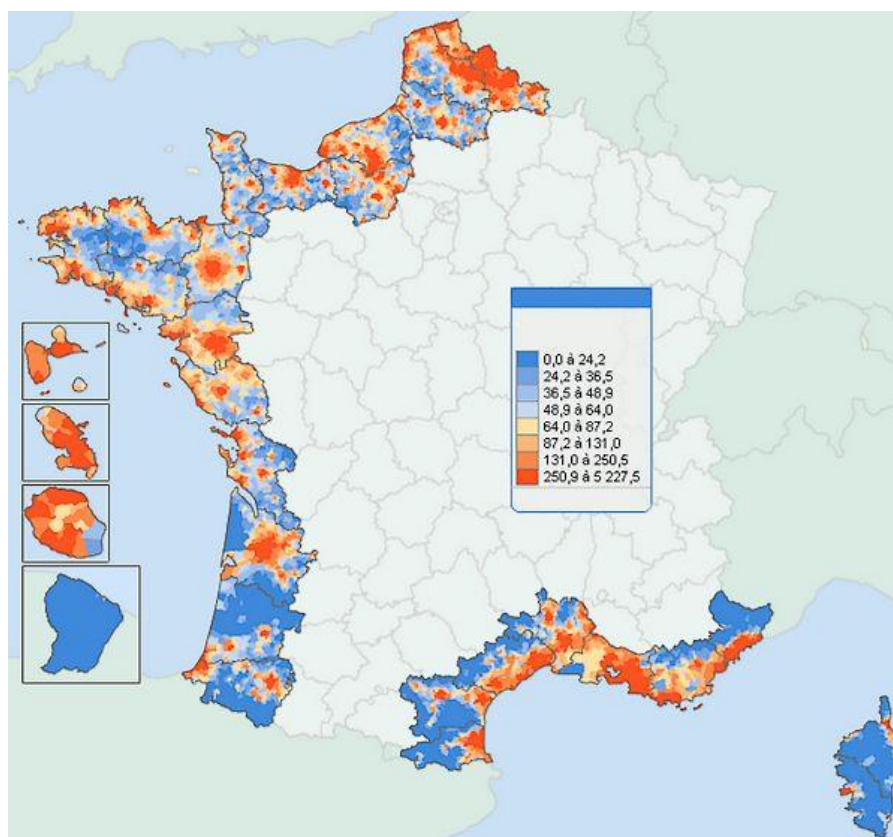 0,0 à 24,2
24,2 à 36,5
36,5 à 48,9
48,9 à 64,0
64,0 à 87,2
87,2 à 131,0
131,0 à 250,5
250,9 à 5 227,5